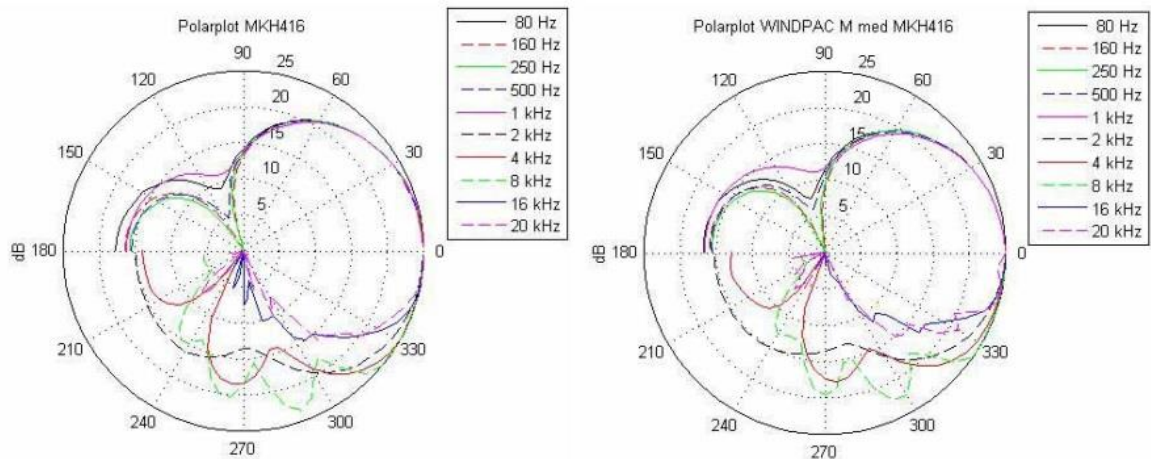 Polarplot MKH416
90
25
120
60
20
15
150
30
10
5
dB
180
0
210
330
240
300
270
80 Hz
160 Hz
250 Hz
500 Hz
1 kHz
2 kHz
4 kHz
8 kHz
16 kHz
20 kHz
Polarplot WINDPAC M med MKH416
90
25
120
60
20
15
150
30
10
5
dB
180
0
210
330
240
300
270
80 Hz
160 Hz
250 Hz
500 Hz
1 kHz
2 kHz
4 kHz
8 kHz
16 kHz
20 kHz